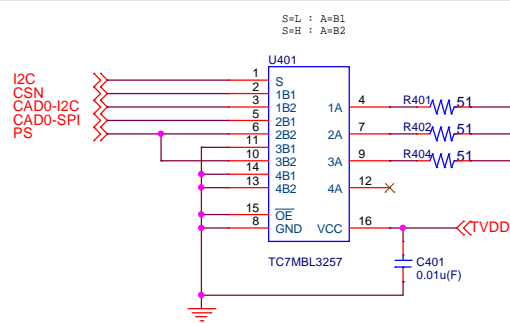 S=L : A=B1
S=H : A=B2
U401
I2C 1 S
CSN 2 1B1
CAD0-I2C 3 1B2 1A 4 R401 51
CAD0-SPI 5 2B1
PS 6 2B2 2A 7 R402 51
11 3B1
10 3B2 3A 9 R404 51
14 4B1
13 4B2 4A 12
15 OE
8 GND VCC 16 TVDD
TC7MBL3257
C401
0.01u(F)